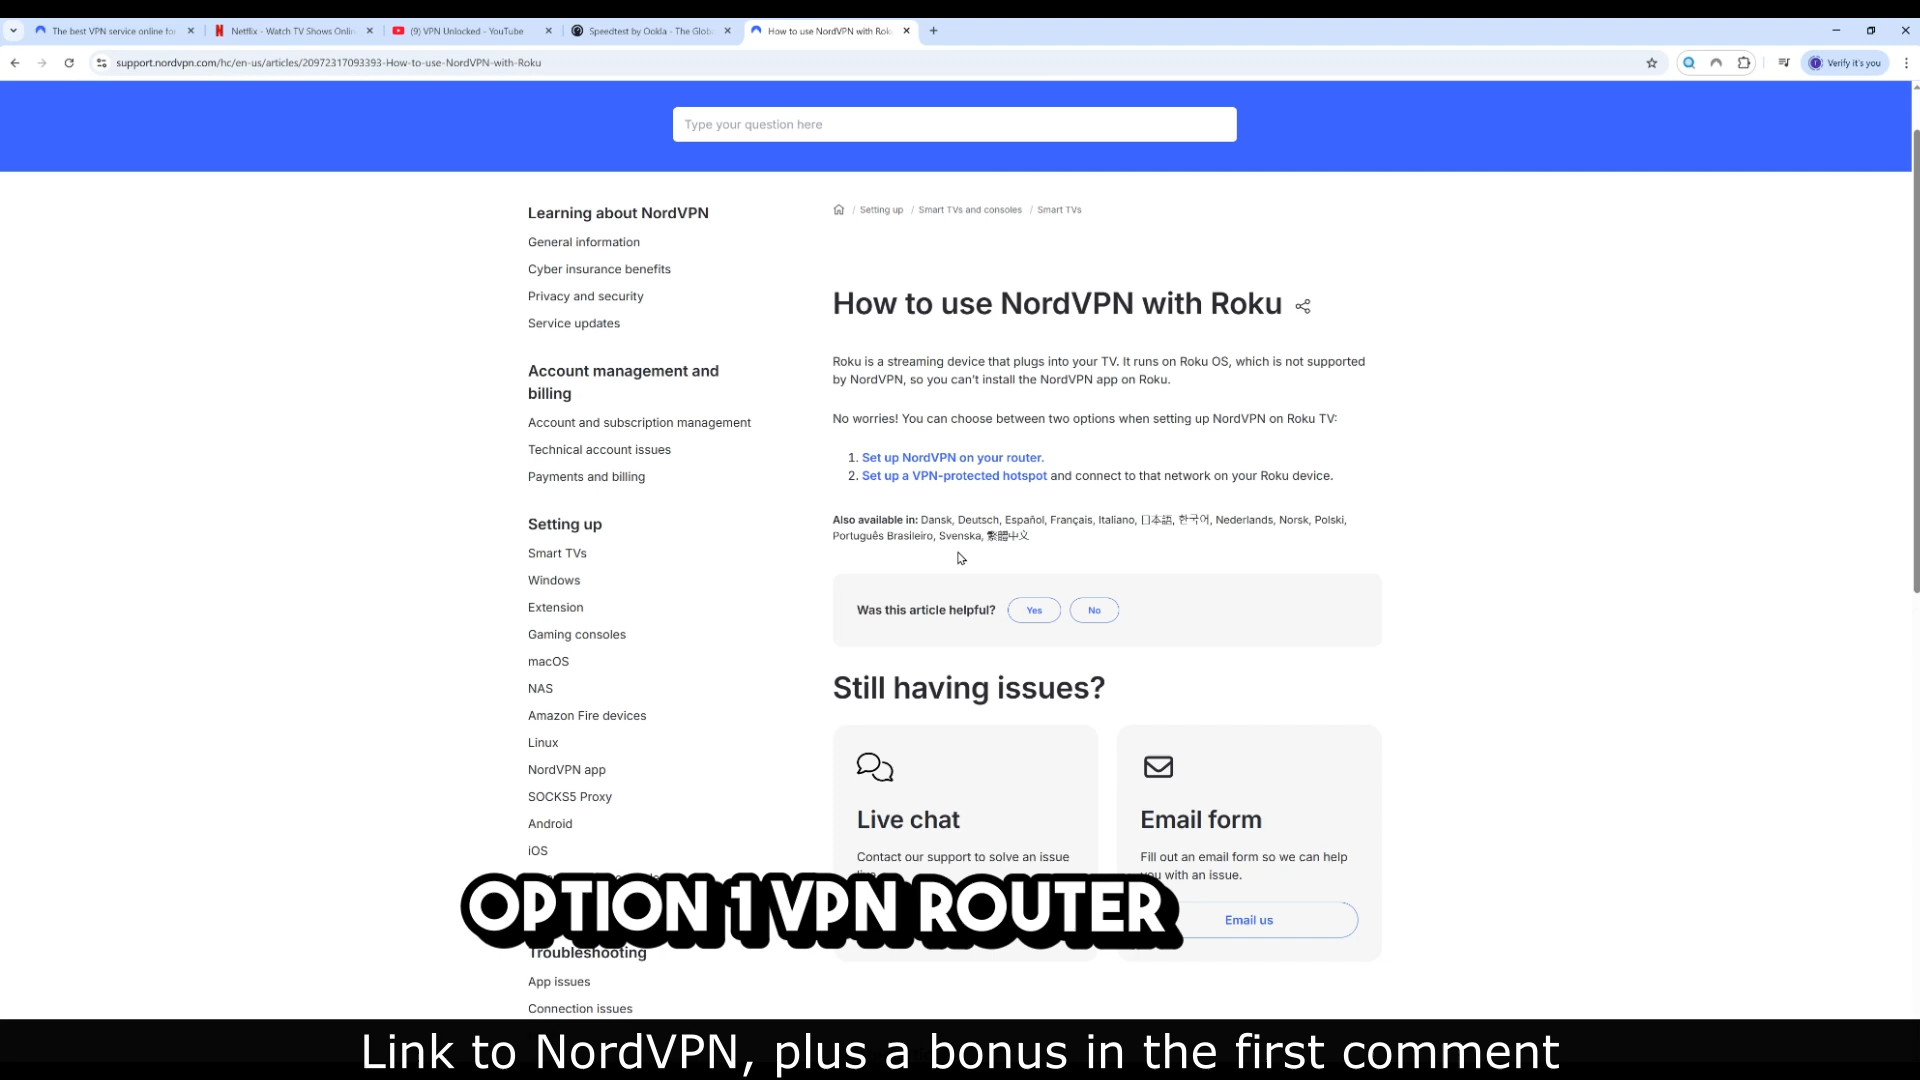 The best VPN service online for
Netflix - Watch TV Shows Onlin
(9) VPN Unlocked - YouTube
Speedtest by Ookla - The Glob
How to use NordVPN with Rok
support.nordvpn.com/hc/en-us/articles/20972317093393-How-to-use-NordVPN-with-Roku
Verify it's you
Type your question here
Learning about NordVPN
General information
Cyber insurance benefits
Privacy and security
Service updates
Account management and
billing
Account and subscription management
Technical account issues
Payments and billing
Setting up
Smart TVs
Windows
Extension
Gaming consoles
macOS
NAS
Amazon Fire devices
Linux
NordVPN app
SOCKS5 Proxy
Android
iOS
Troubleshooting
App issues
Connection issues
/ Setting up / Smart TVs and consoles / Smart TVs
How to use NordVPN with Roku
Roku is a streaming device that plugs into your TV. It runs on Roku OS, which is not supported
by NordVPN, so you can't install the NordVPN app on Roku.
No worries! You can choose between two options when setting up NordVPN on Roku TV:
1. Set up NordVPN on your router.
2. Set up a VPN-protected hotspot and connect to that network on your Roku device.
Also available in: Dansk, Deutsch, Español, Français, Italiano, 日本語, 한국어, Nederlands, Norsk, Polski,
Português Brasileiro, Svenska, 繁體中文
Was this article helpful? Yes No
Still having issues?
Live chat
Contact our support to solve an issue
Email form
Fill out an email form so we can help
you with an issue.
Email us
OPTION 1 VPN ROUTER
Link to NordVPN, plus a bonus in the first comment